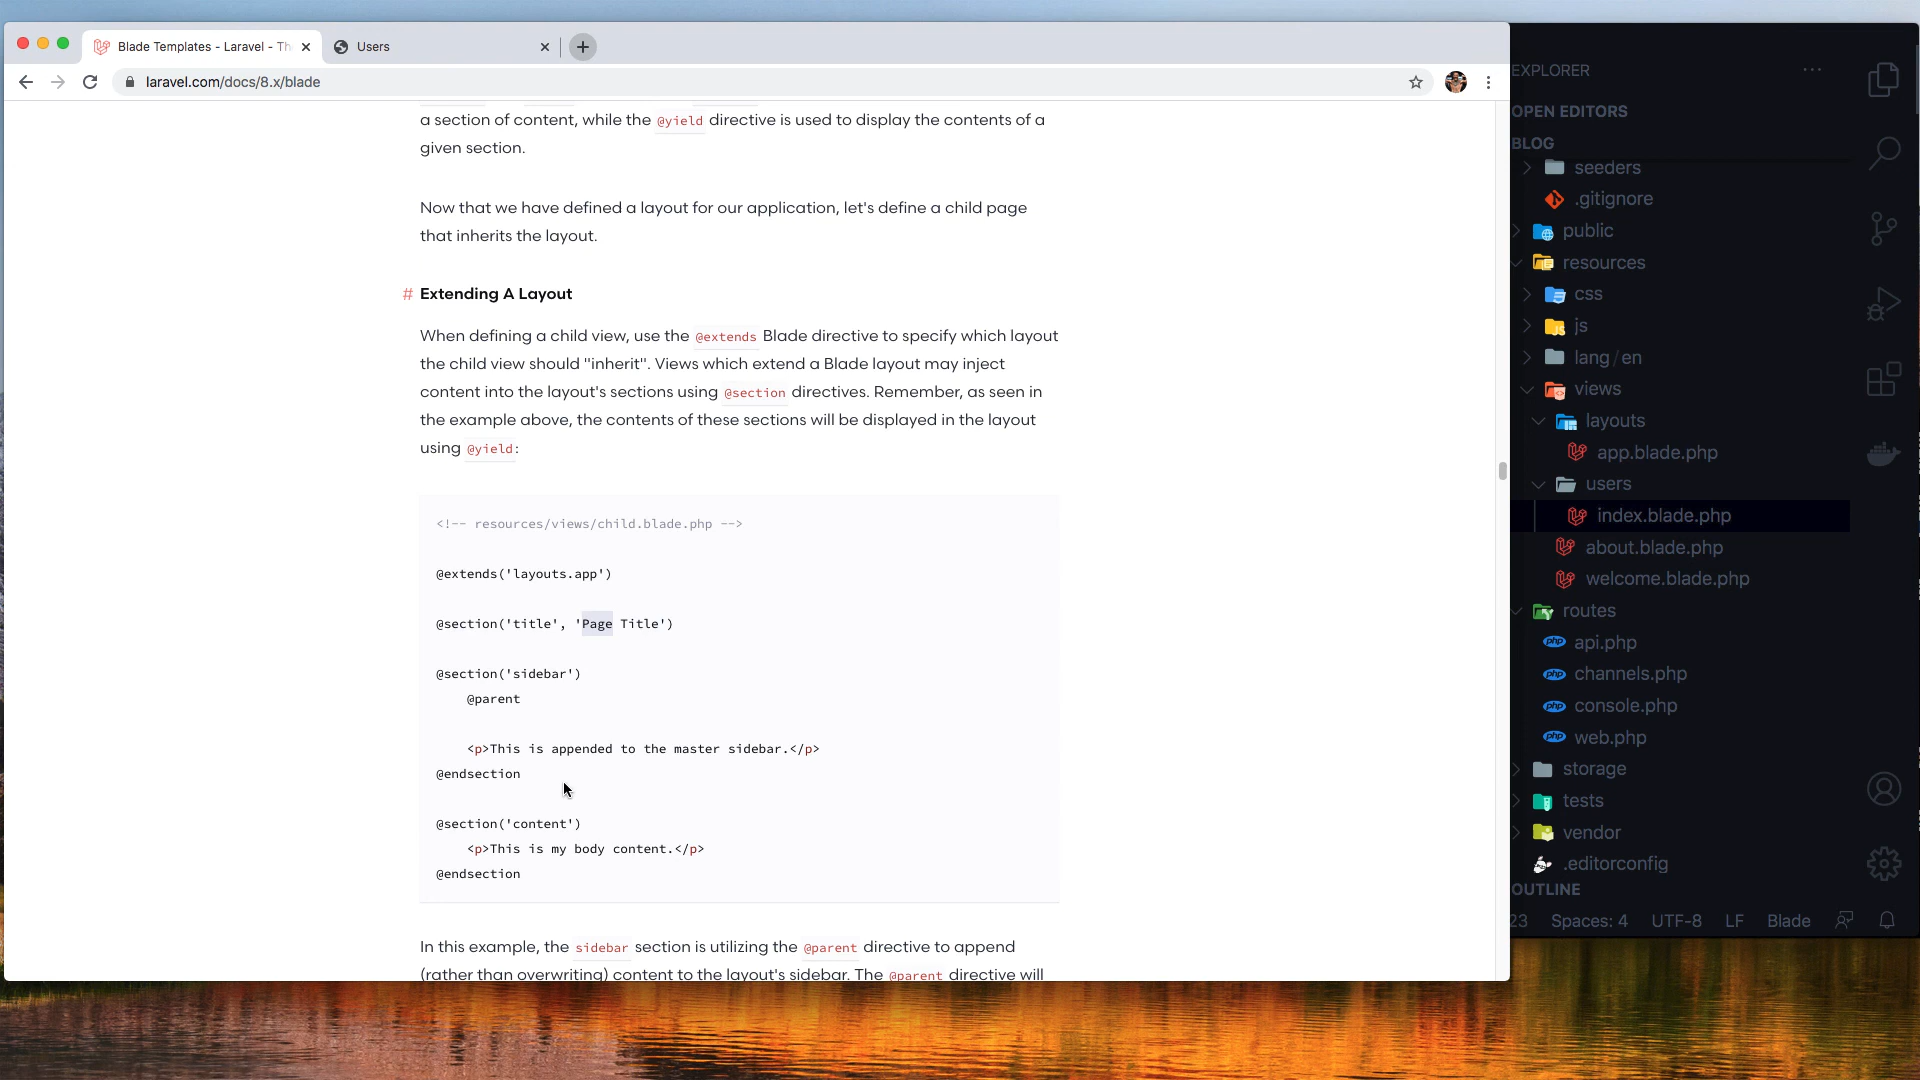 Blade Templates - Laravel - Th
Users
laravel.com/docs/8.x/blade
a section of content, while the @yield directive is used to display the contents of a
given section.
Now that we have defined a layout for our application, let's define a child page
that inherits the layout.
# Extending A Layout
When defining a child view, use the @extends Blade directive to specify which layout
the child view should "inherit". Views which extend a Blade layout may inject
content into the layout's sections using @section directives. Remember, as seen in
the example above, the contents of these sections will be displayed in the layout
using @yield:
<!-- resources/views/child.blade.php -->
@extends('layouts.app')
@section('title', 'Page Title')
@section('sidebar')
@parent
<p>This is appended to the master sidebar.</p>
@endsection
@section('content')
<p>This is my body content.</p>
@endsection
In this example, the sidebar section is utilizing the @parent directive to append
(rather than overwriting) content to the layout's sidebar. The @parent directive will
EXPLORER
OPEN EDITORS
BLOG
seeders
.gitignore
public
resources
css
js
lang/en
views
layouts
app.blade.php
users
index.blade.php
about.blade.php
welcome.blade.php
routes
api.php
channels.php
console.php
web.php
storage
tests
vendor
.editorconfig
OUTLINE
23 Spaces: 4 UTF-8 LF Blade